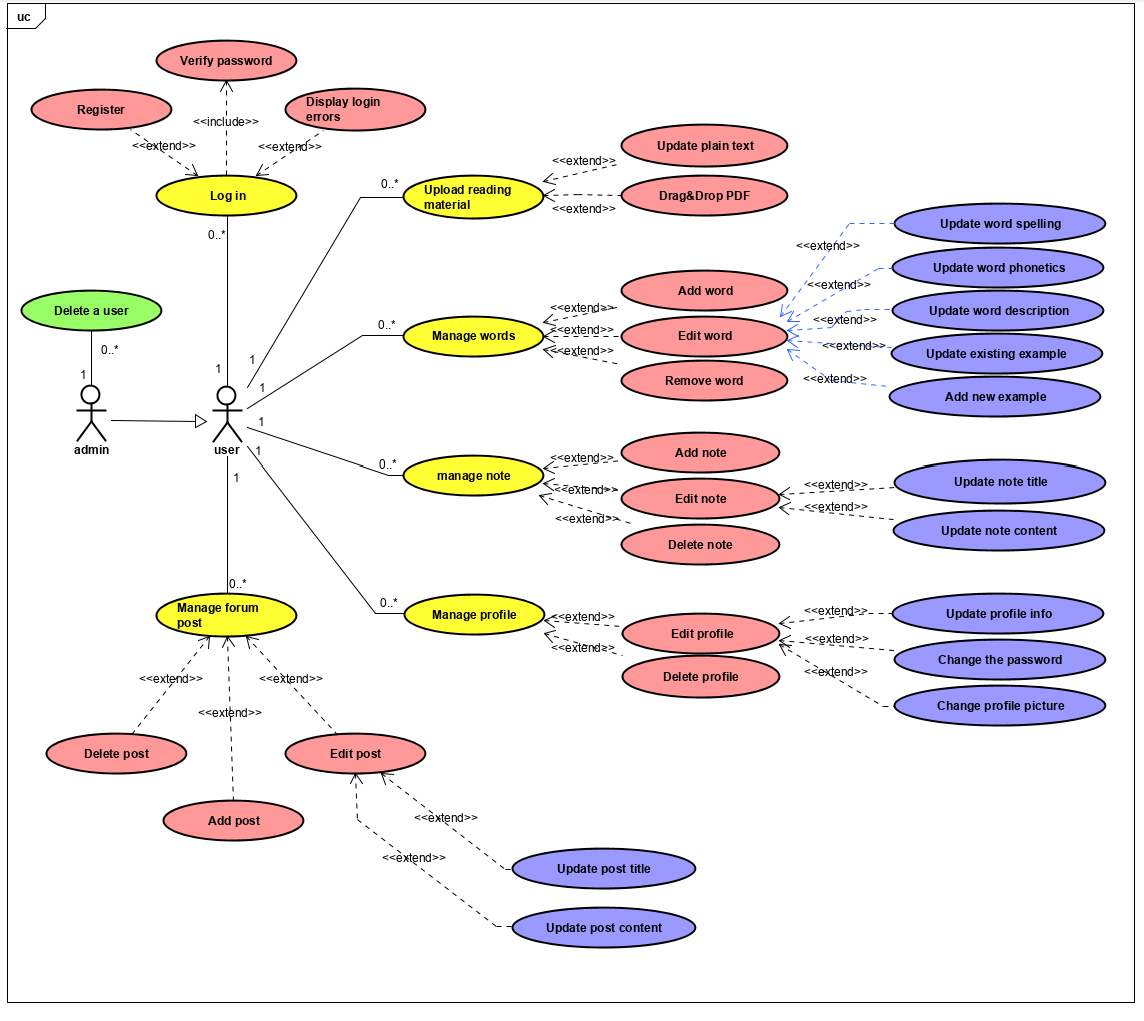 uc
Verify password
Register
Display login
errors
<<include>>
<<extend>>
<<extend>>
Log in
0..*
Delete a user
0..*
1
admin
1
user
1
0..*
Upload reading
material
<<extend>>
<<extend>>
Update plain text
Drag&Drop PDF
1
0..*
Manage words
<<extend>>
<<extend>>
<<extend>>
Add word
Edit word
Remove word
<<extend>>
<<extend>>
<<extend>>
<<extend>>
<<extend>>
Update word spelling
Update word phonetics
Update word description
Update existing example
Add new example
1
0..*
manage note
<<extend>>
<<extend>>
<<extend>>
Add note
Edit note
Delete note
<<extend>>
<<extend>>
Update note title
Update note content
1
0..*
Manage profile
<<extend>>
<<extend>>
Edit profile
Delete profile
<<extend>>
<<extend>>
<<extend>>
Update profile info
Change the password
Change profile picture
1
0..*
Manage forum
post
<<extend>>
<<extend>>
<<extend>>
Delete post
Edit post
Add post
<<extend>>
<<extend>>
Update post title
Update post content